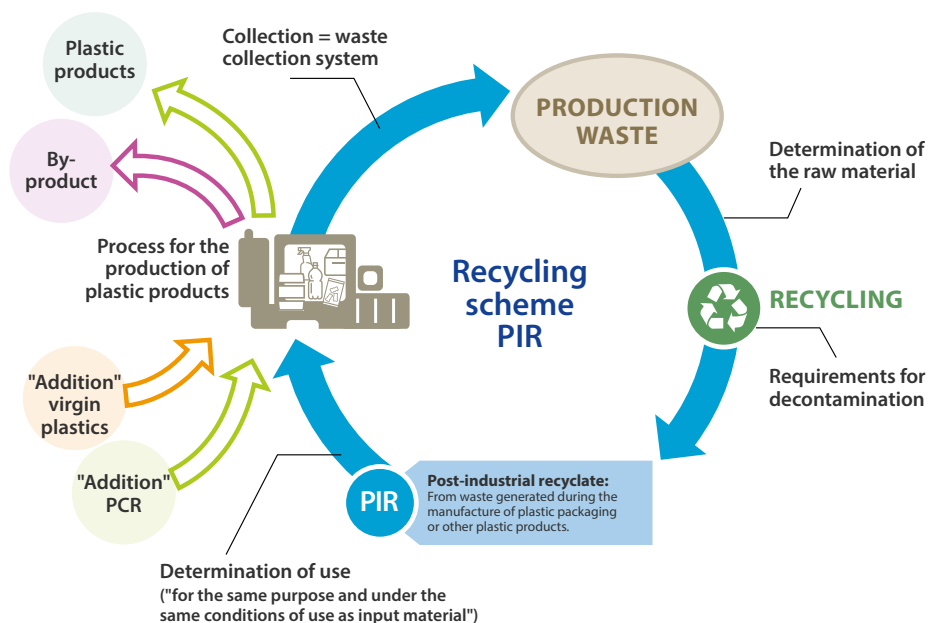 Plastic
products
Collection = waste
collection system
PRODUCTION
WASTE
By-
product
Determination of
the raw material
Process for the
production of
plastic products
Recycling
scheme
PIR
RECYCLING
"Addition"
virgin
plastics
Requirements for
decontamination
"Addition"
PCR
PIR
Post-industrial recyclate:
From waste generated during the
manufacture of plastic packaging
or other plastic products.
Determination of use
("for the same purpose and under the
same conditions of use as input material")